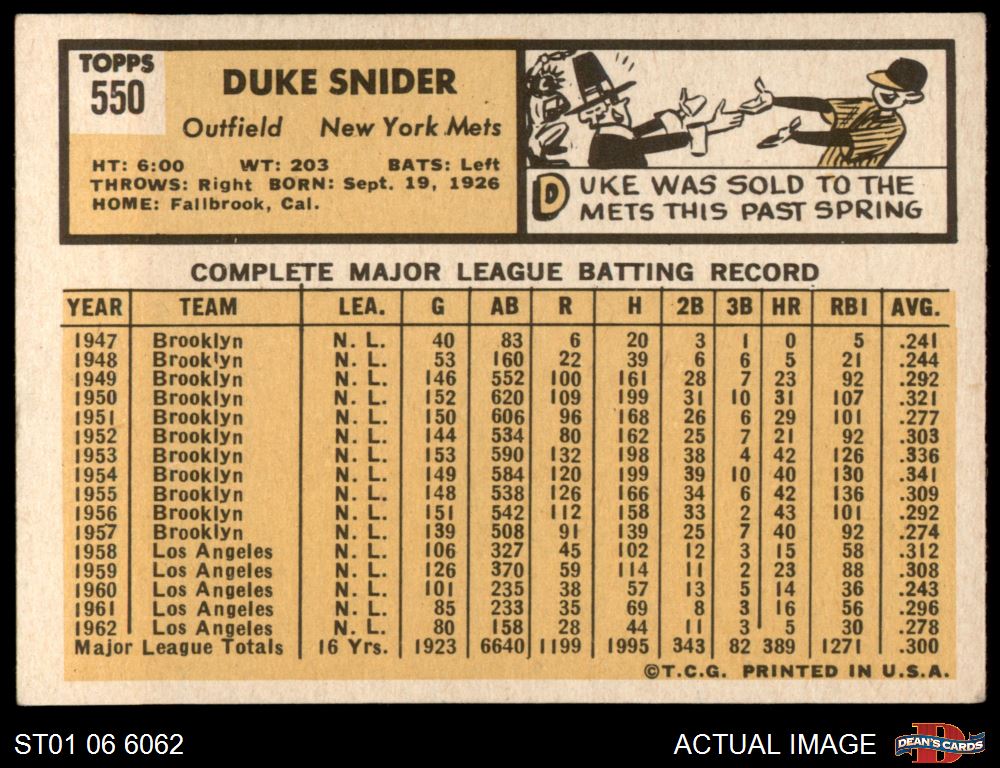 TOPPS
550
DUKE SNIDER
Outfield New York Mets
HT: 6:00 WT: 203 BATS: Left
THROWS: Right BORN: Sept. 19, 1926
HOME: Fallbrook, Cal.
DUKE WAS SOLD TO THE
METS THIS PAST SPRING
COMPLETE MAJOR LEAGUE BATTING RECORD
YEAR TEAM LEA. G AB R H 2B 3B HR RBI AVG.
1947 Brooklyn N. L. 40 83 6 20 3 1 0 5 .241
1948 Brooklyn N. L. 53 160 22 39 6 6 5 21 .244
1949 Brooklyn N. L. 146 552 100 161 28 7 23 92 .292
1950 Brooklyn N. L. 152 620 109 199 31 10 31 107 .321
1951 Brooklyn N. L. 150 606 96 168 26 6 29 101 .277
1952 Brooklyn N. L. 144 534 80 162 25 7 21 92 .303
1953 Brooklyn N. L. 153 590 132 198 38 4 42 126 .336
1954 Brooklyn N. L. 149 584 120 199 39 10 40 130 .341
1955 Brooklyn N. L. 148 538 126 166 34 6 42 136 .309
1956 Brooklyn N. L. 151 542 112 158 33 2 43 101 .292
1957 Brooklyn N. L. 139 508 91 139 25 7 40 92 .274
1958 Los Angeles N. L. 106 327 45 102 12 3 15 58 .312
1959 Los Angeles N. L. 126 370 59 114 11 2 23 88 .308
1960 Los Angeles N. L. 101 235 38 57 13 5 14 36 .243
1961 Los Angeles N. L. 85 233 35 69 8 3 16 56 .296
1962 Los Angeles N. L. 80 158 28 44 11 3 5 30 .278
Major League Totals 16 Yrs. 1923 6640 1199 1995 343 82 389 1271 .300
©T.C.G. PRINTED IN U.S.A.
ST01 06 6062
ACTUAL IMAGE
D
DEAN'S CARDS